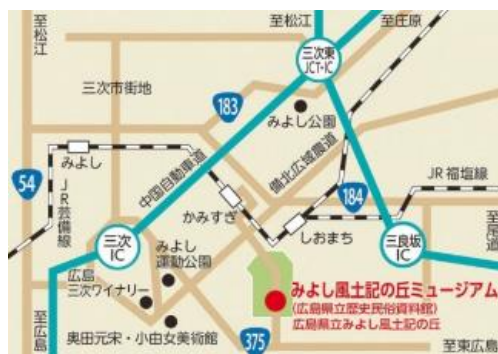 至松江
至松江
至庄原
三次東
JCT・IC
三次市街地
183
みよし公園
みよし
中国自動車道
備北広域農道
54
JR芸備線
かみすぎ
184
JR福塩線
しおまち
三次
IC
みよし
運動公園
三良坂
IC
至尾道
広島
三次ワイナリー
みよし風土記の丘ミュージアム
(広島県立歴史民俗資料館)
広島県立みよし風土記の丘
至広島
奥田元宋・小由女美術館
375
至東広島